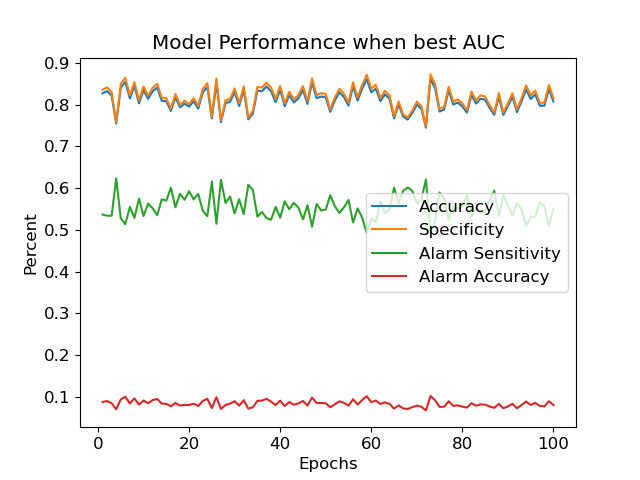 Model Performance when best AUC
0.9
0.8
0.7
0.6
0.5
0.4
0.3
0.2
0.1
Percent
Accuracy
Specificity
Alarm Sensitivity
Alarm Accuracy
0 20 40 60 80 100
Epochs